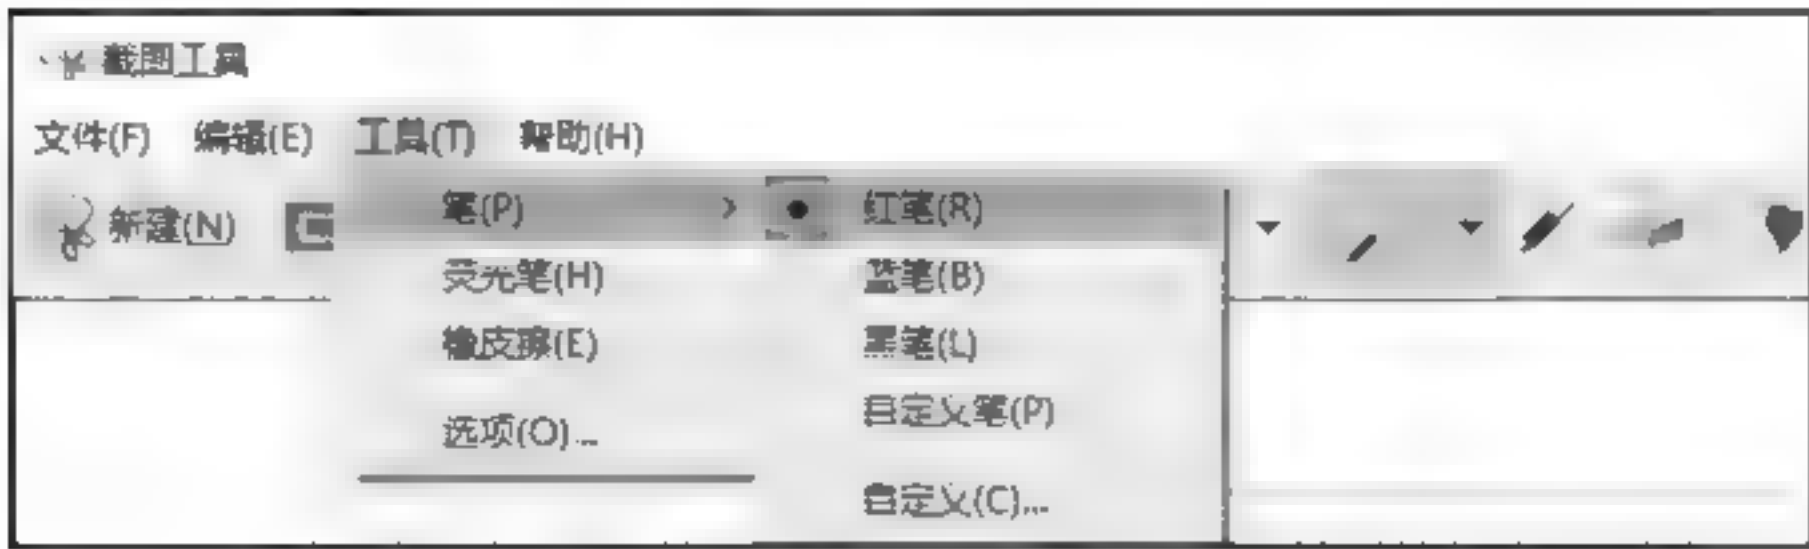 截图工具
文件(F) 编辑(E) 工具(T) 帮助(H)
新建(N) 笔(P) 红笔(R)
荧光笔(H) 蓝笔(B)
橡皮擦(E) 黑笔(L)
自定义笔(P)
选项(O)...
自定义(C)...